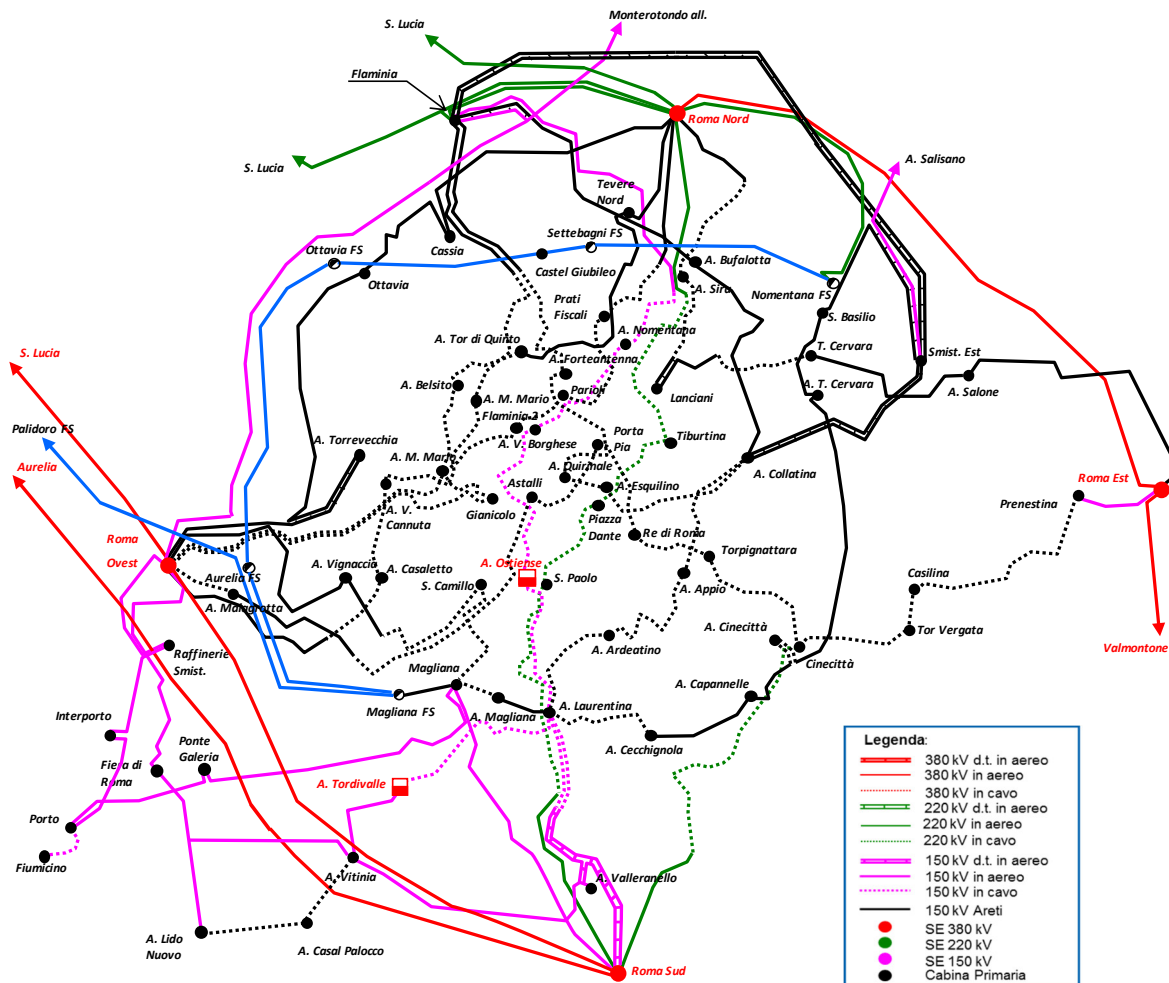 Monterotondo all.
S. Lucia
Flaminia
Roma Nord
S. Lucia
A. Salisano
Tevere
Nord
Settebagni FS
Ottavia FS
Cassia
Castel Giubileo
A. Bufalotta
Ottavia
A. Siro
Nomentana FS
Prati
Fiscali
S. Basilio
A. Nomentana
A. Tor di Quinto
T. Cervara
Smist. Est
S. Lucia
A. Forteantenna
A. Belsito
A. T. Cervara
A. Salone
Parioli
Lanciani
A. M. Mario
Flaminia 2
Palidoro FS
A. Torrevecchia
A. V. Borghese
Porta
Pia
Tiburtina
Aurelia
A. M. Mario
A. Quirinale
A. Collatina
Astalli
A. Esquilino
Roma Est
Prenestina
A. V.
Cannuta
Gianicolo
Piazza
Dante
Roma
Ovest
Re di Roma
Torpignattara
A. Ostiense
Aurelia FS
A. Vignaccia
A. Casaletto
S. Camillo
S. Paolo
A. Appio
Casilina
A. Malagrotta
A. Cinecittà
Tor Vergata
A. Ardeatino
Raffinerie
Smist.
Cinecittà
Valmontone
Magliana
A. Capannelle
Magliana FS
A. Magliana
A. Laurentina
Interporto
A. Cecchignola
Ponte
Galeria
Fiera di
Roma
A. Tordivalle
Porto
Fiumicino
A. Vitinia
A. Valleranello
A. Lido
Nuovo
A. Casal Palocco
Roma Sud
Legenda:
380 kV d.t. in aereo
380 kV in aereo
380 kV in cavo
220 kV d.t. in aereo
220 kV in aereo
220 kV in cavo
150 kV d.t. in aereo
150 kV in aereo
150 kV in cavo
150 kV Areti
SE 380 kV
SE 220 kV
SE 150 kV
Cabina Primaria